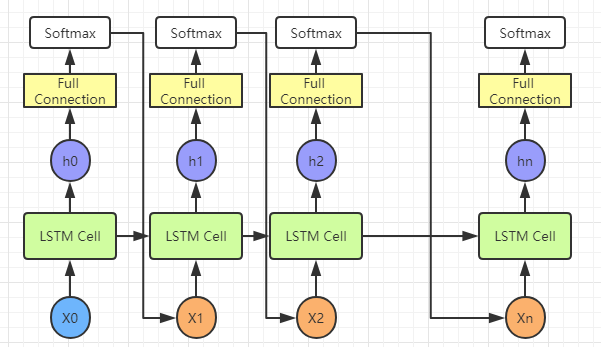 Softmax Softmax Softmax Softmax
Full Connection Full Connection Full Connection Full Connection
h0 h1 h2 hn
LSTM Cell LSTM Cell LSTM Cell LSTM Cell
X0 X1 X2 Xn